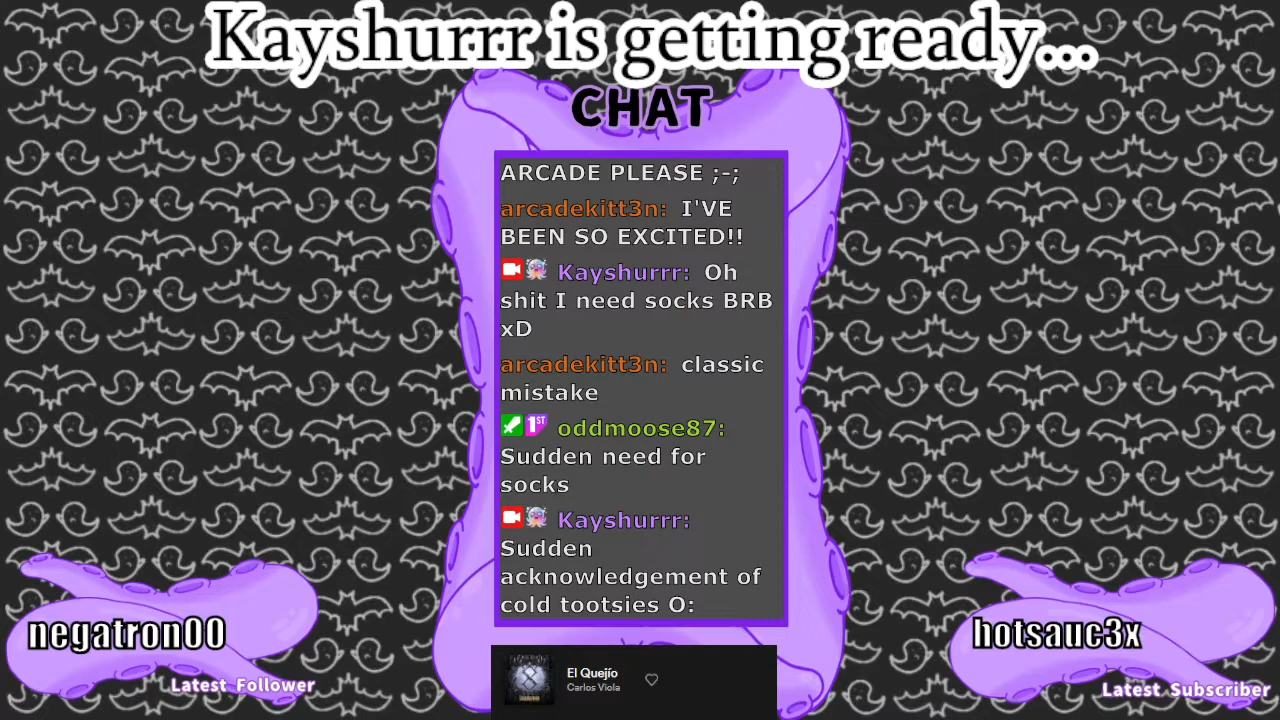 Kayshurrr is getting ready...
CHAT
ARCADE PLEASE ;-;
arcadekitt3n: I'VE
BEEN SO EXCITED!!
Kayshurrr: Oh
shit I need socks BRB
xD
arcadekitt3n: classic
mistake
1ST oddmoose87:
Sudden need for
socks
Kayshurrr:
Sudden
acknowledgement of
cold tootsies O:
negatron00
Latest Follower
hotsauc3x
Latest Subscriber
El Quejío
Carlos Viola